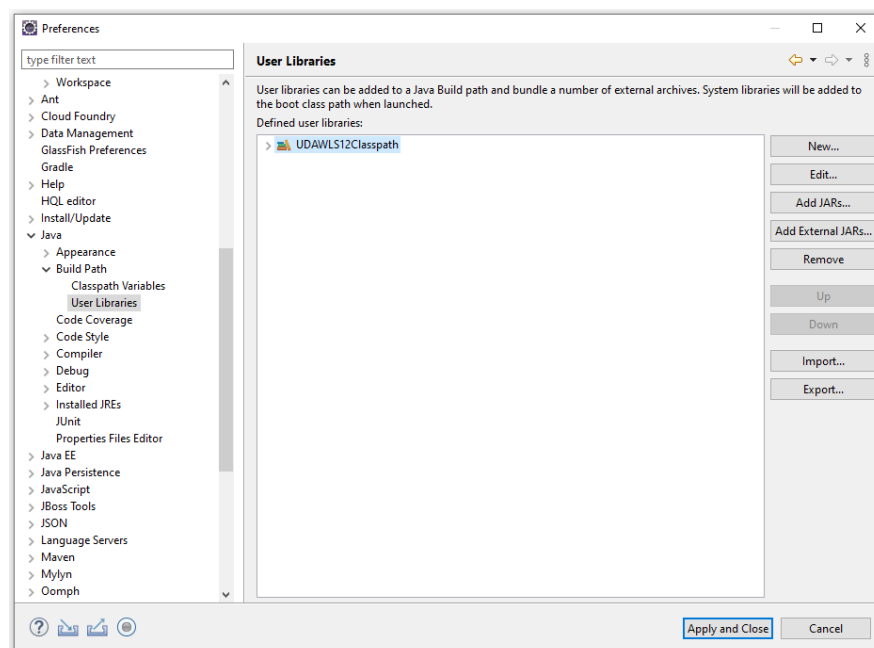 Preferences
type filter text
Workspace
Ant
Cloud Foundry
Data Management
GlassFish Preferences
Gradle
Help
HQL editor
Install/Update
Java
Appearance
Build Path
Classpath Variables
User Libraries
Code Coverage
Code Style
Compiler
Debug
Editor
Installed JREs
JUnit
Properties Files Editor
Java EE
Java Persistence
JavaScript
JBoss Tools
JSON
Language Servers
Maven
Mylyn
Oomph
User Libraries
User libraries can be added to a Java Build path and bundle a number of external archives. System libraries will be added to
the boot class path when launched.
Defined user libraries:
UDAWLS12Classpath
New...
Edit...
Add JARs...
Add External JARs...
Remove
Up
Down
Import...
Export...
Apply and Close
Cancel